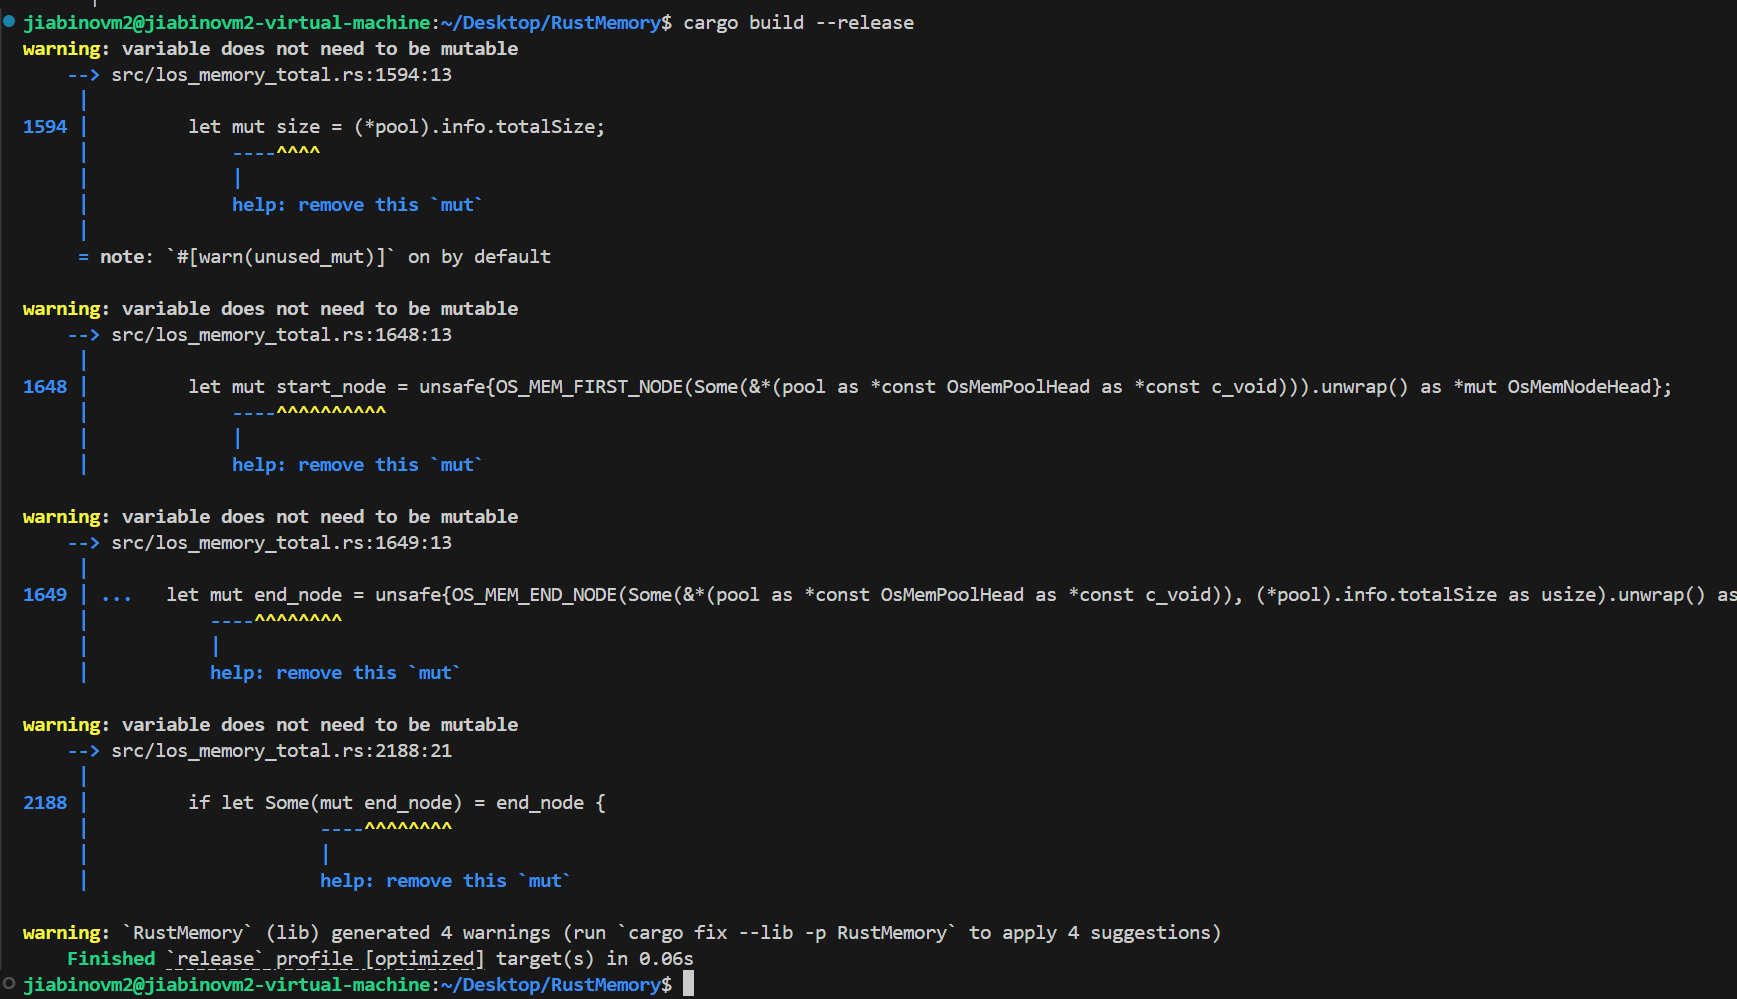 jiabinovm2@jiabinovm2-virtual-machine:~/Desktop/RustMemory$ cargo build --release
warning: variable does not need to be mutable
    --> src/los_memory_total.rs:1594:13
     |
1594 |         let mut size = (*pool).info.totalSize;
     |             ----^^^^
     |             |
     |             help: remove this `mut`
     |
     = note: `#[warn(unused_mut)]` on by default

warning: variable does not need to be mutable
    --> src/los_memory_total.rs:1648:13
     |
1648 |         let mut start_node = unsafe{OS_MEM_FIRST_NODE(Some(&*(pool as *const OsMemPoolHead as *const c_void))).unwrap() as *mut OsMemNodeHead};
     |             ----^^^^^^^^^^
     |             |
     |             help: remove this `mut`

warning: variable does not need to be mutable
    --> src/los_memory_total.rs:1649:13
     |
1649 | ...   let mut end_node = unsafe{OS_MEM_END_NODE(Some(&*(pool as *const OsMemPoolHead as *const c_void)), (*pool).info.totalSize as usize).unwrap() as
     |           ----^^^^^^^^
     |           |
     |           help: remove this `mut`

warning: variable does not need to be mutable
    --> src/los_memory_total.rs:2188:21
     |
2188 |         if let Some(mut end_node) = end_node {
     |                     ----^^^^^^^^
     |                     |
     |                     help: remove this `mut`

warning: `RustMemory` (lib) generated 4 warnings (run `cargo fix --lib -p RustMemory` to apply 4 suggestions)
    Finished `release` profile [optimized] target(s) in 0.06s
jiabinovm2@jiabinovm2-virtual-machine:~/Desktop/RustMemory$